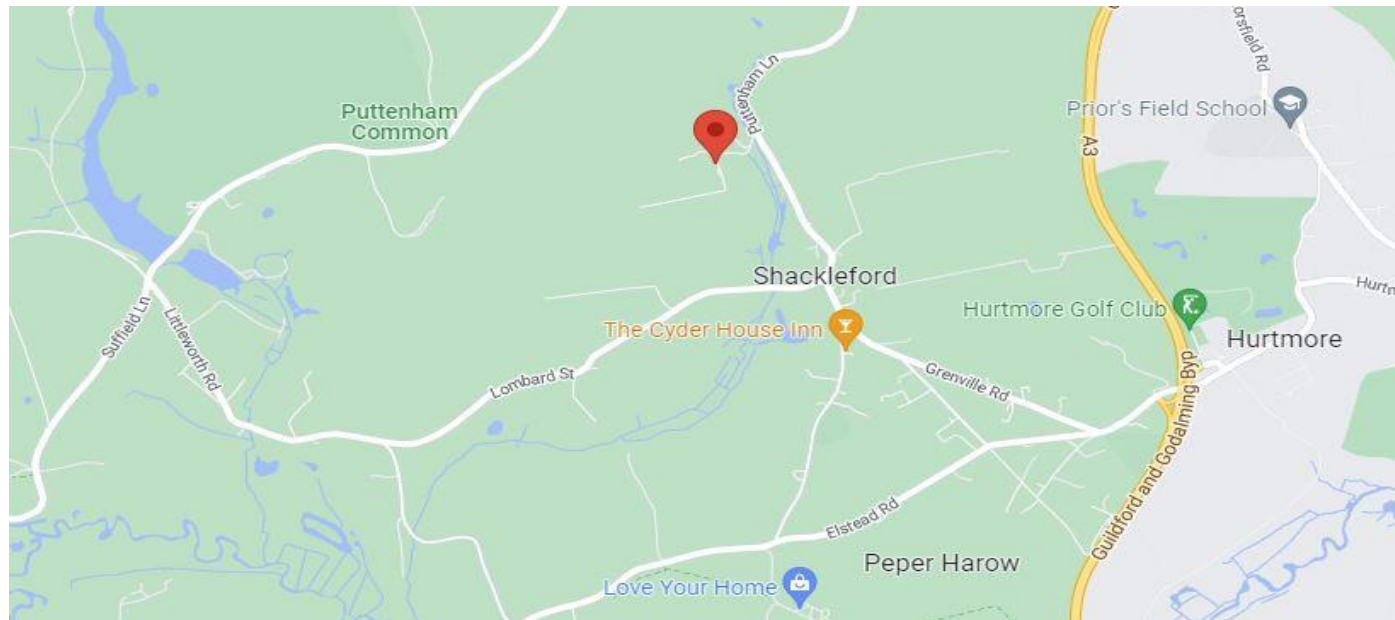 orsfield Rd
Puttenham Ln
Puttenham
Common
Prior's Field School
A3
Shackleford
Suffield Ln
Littleworth Rd
The Cyder House Inn
Hurtmore Golf Club
Hurtm
Hurtmore
Lombard St
Grenville Rd
Guildford and Godalming Byp
Elstead Rd
Peper Harow
Love Your Home